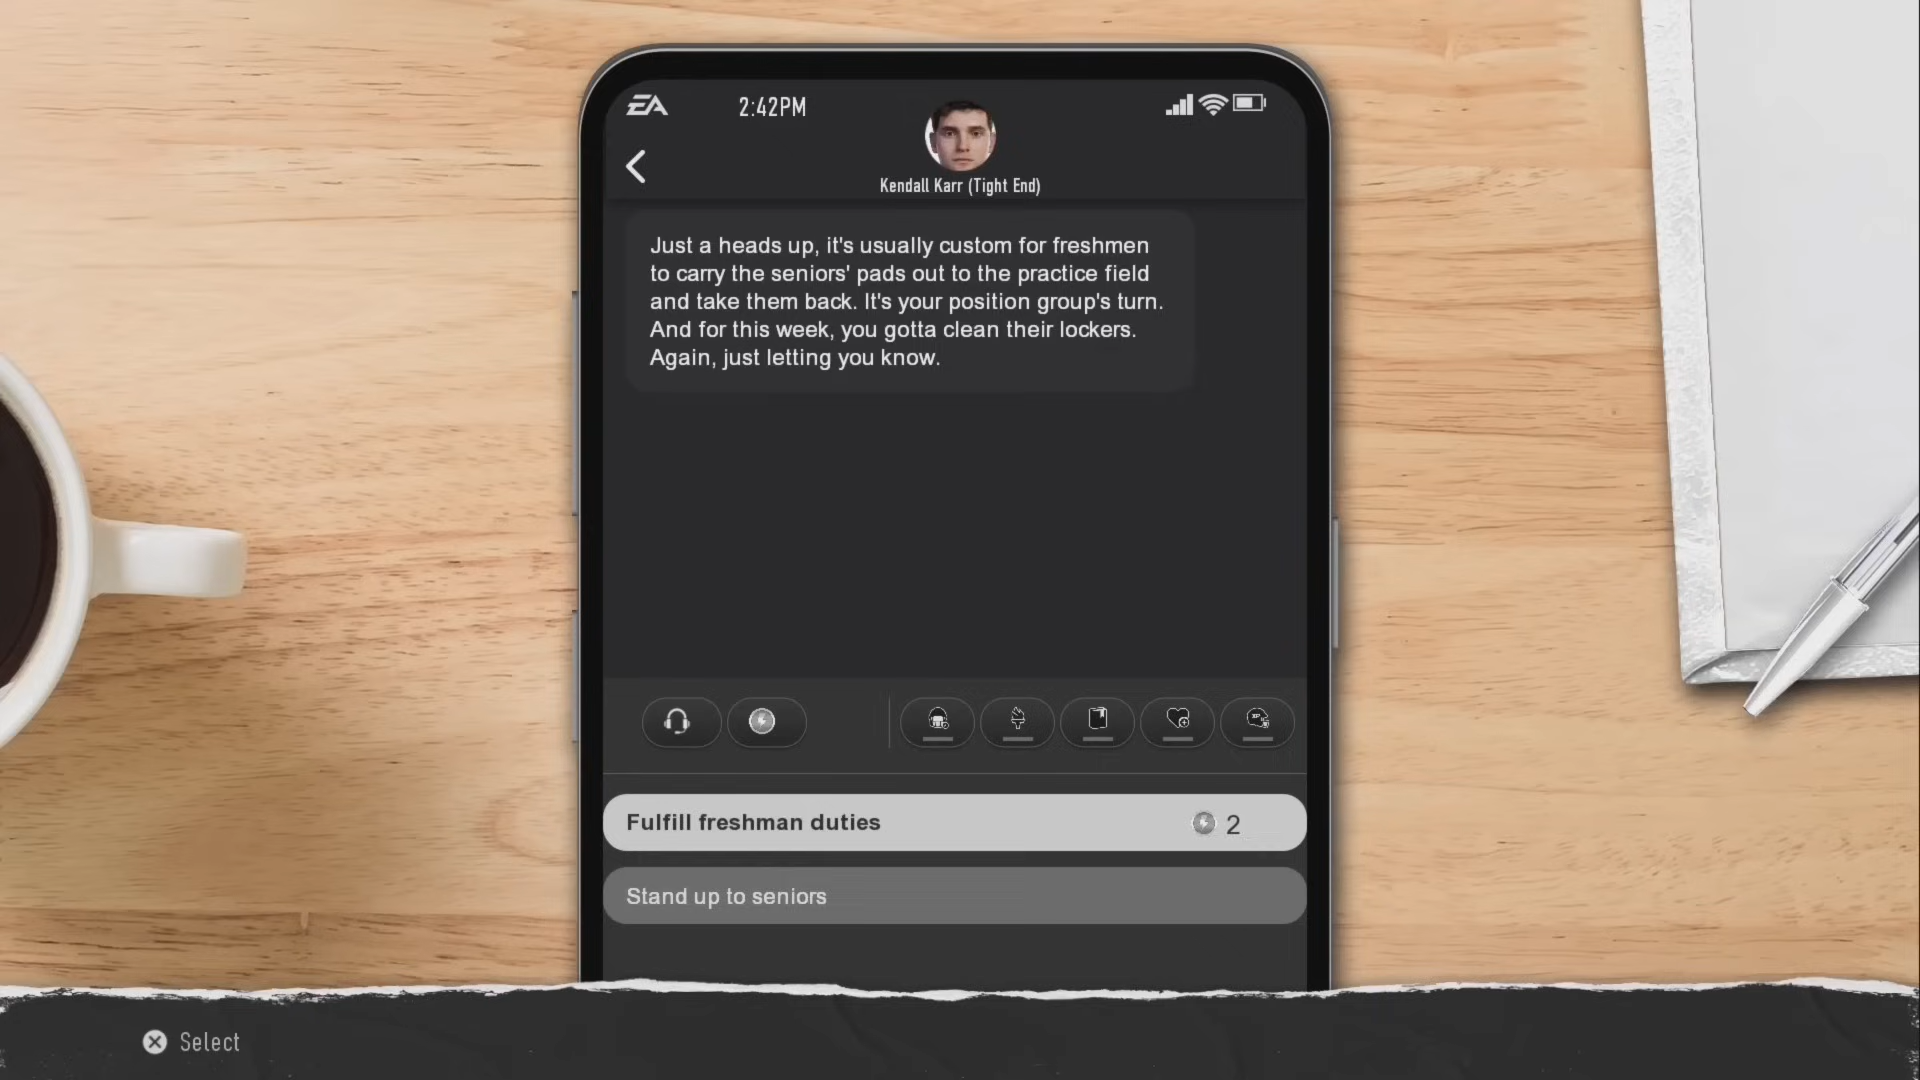 EA
2:42PM
Kendall Karr (Tight End)
Just a heads up, it's usually custom for freshmen
to carry the seniors' pads out to the practice field
and take them back. It's your position group's turn.
And for this week, you gotta clean their lockers.
Again, just letting you know.
Fulfill freshman duties
2
Stand up to seniors
Select